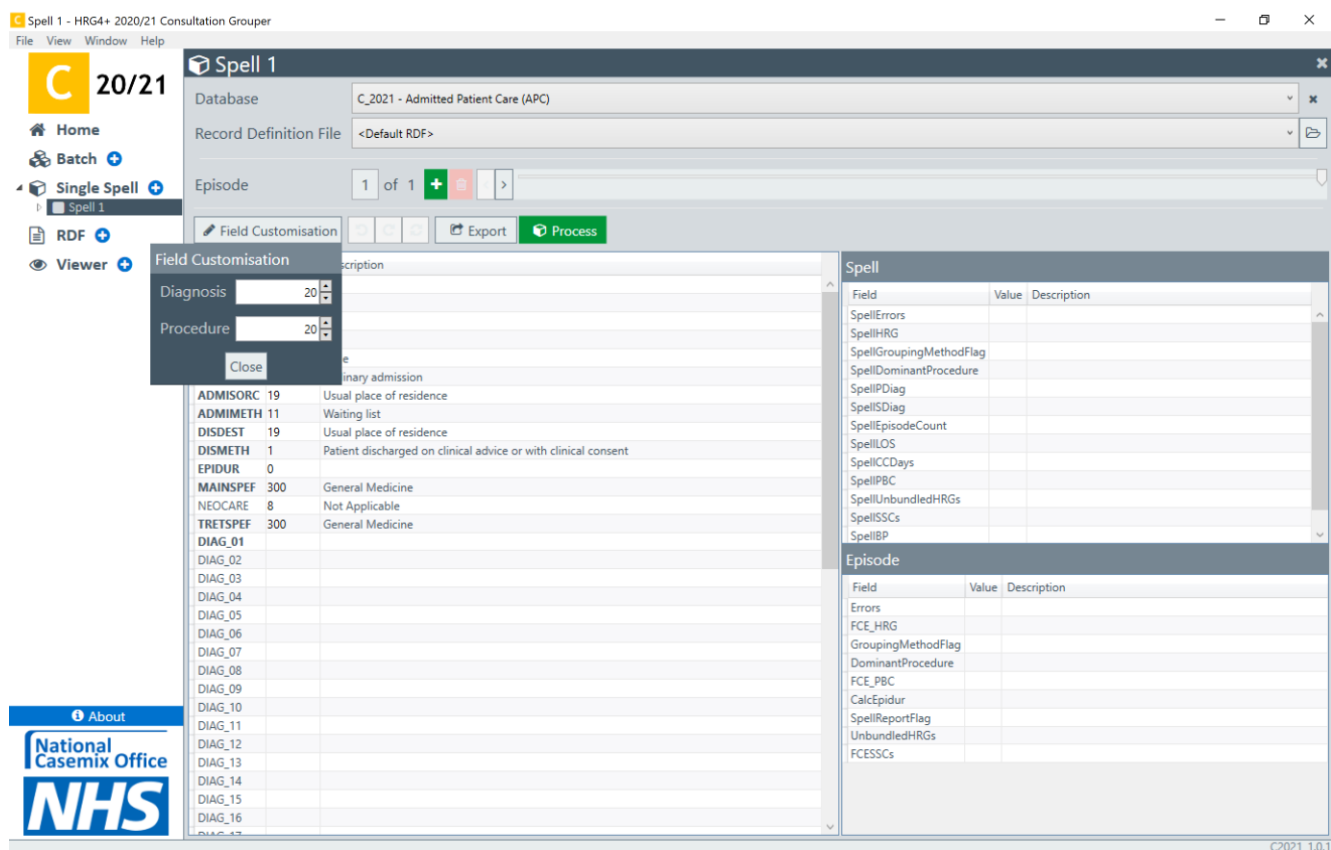 C Spell 1 - HRG4+ 2020/21 Consultation Grouper
File View Window Help
C 20/21
Home
Batch
Single Spell
Spell 1
RDF
Viewer
Spell 1
Database C_2021 - Admitted Patient Care (APC)
Record Definition File <Default RDF>
Episode 1 of 1
Field Customisation Export Process
Field Customisation
Diagnosis 20
Procedure 20
Close
scription
e
inary admission
ADMISORC 19 Usual place of residence
ADMIMETH 11 Waiting list
DISDEST 19 Usual place of residence
DISMETH 1 Patient discharged on clinical advice or with clinical consent
EPIDUR 0
MAINSPEF 300 General Medicine
NEOCARE 8 Not Applicable
TRETSPEF 300 General Medicine
DIAG_01
DIAG_02
DIAG_03
DIAG_04
DIAG_05
DIAG_06
DIAG_07
DIAG_08
DIAG_09
DIAG_10
DIAG_11
DIAG_12
DIAG_13
DIAG_14
DIAG_15
DIAG_16
Spell
Field Value Description
SpellErrors
SpellHRG
SpellGroupingMethodFlag
SpellDominantProcedure
SpellPDiag
SpellSDiag
SpellEpisodeCount
SpellLOS
SpellCCDays
SpellPBC
SpellUnbundledHRGs
SpellSSCs
SpellBP
Episode
Field Value Description
Errors
FCE_HRG
GroupingMethodFlag
DominantProcedure
FCE_PBC
CalcEpidur
SpellReportFlag
UnbundledHRGs
FCESSCs
About
National
Casemix Office
NHS
C2021_1.0.1